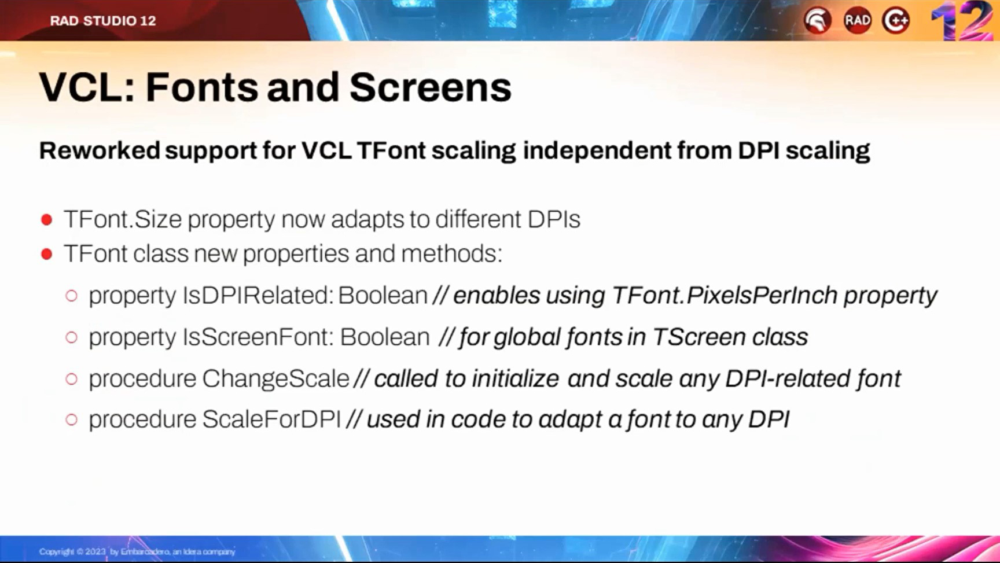 RAD STUDIO 12
RAD
C++
12
VCL: Fonts and Screens
Reworked support for VCL TFont scaling independent from DPI scaling
● TFont.Size property now adapts to different DPIs
● TFont class new properties and methods:
○ property IsDPIRelated: Boolean // enables using TFont.PixelsPerInch property
○ property IsScreenFont: Boolean // for global fonts in TScreen class
○ procedure ChangeScale // called to initialize and scale any DPI-related font
○ procedure ScaleForDPI // used in code to adapt a font to any DPI
Copyright © 2023 by Embarcadero, an Idera company